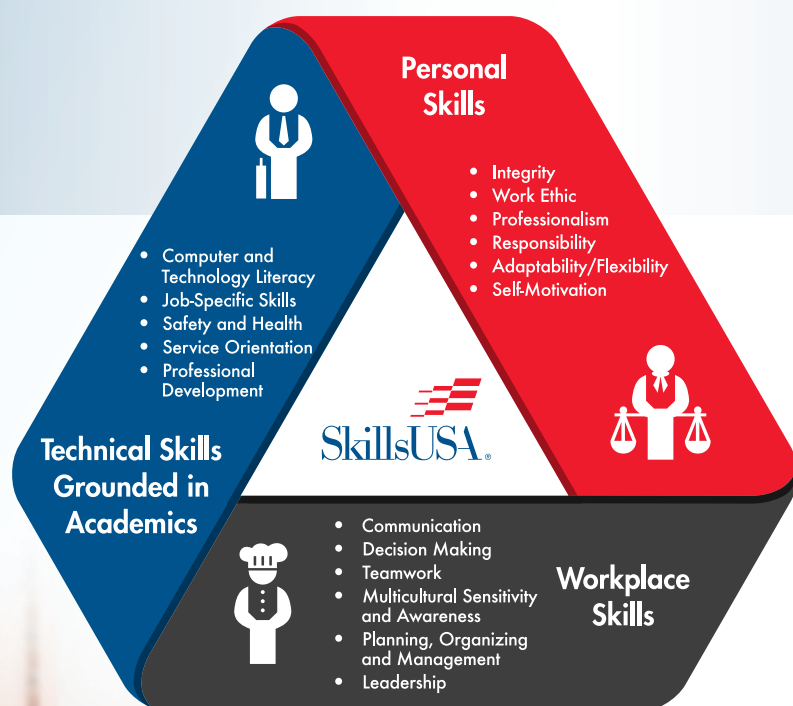 Personal
Skills
• Integrity
• Work Ethic
• Professionalism
• Responsibility
• Adaptability/Flexibility
• Self-Motivation
• Computer and
Technology Literacy
• Job-Specific Skills
• Safety and Health
• Service Orientation
• Professional
Development
Technical Skills
Grounded in
Academics
SkillsUSA®
• Communication
• Decision Making
• Teamwork
• Multicultural Sensitivity
and Awareness
• Planning, Organizing
and Management
• Leadership
Workplace
Skills